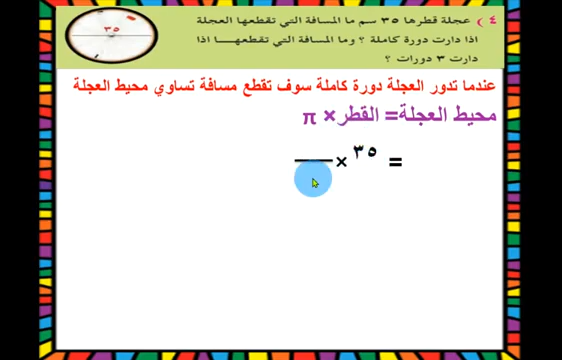 ٤) عجلة قطرها ٣٥ سم ما المسافة التي تقطعها العجلة
اذا دارت دورة كاملة ؟ وما المسافة التي تقطعهـــا اذا
دارت ٣ دورات ؟
٣٥
عندما تدور العجلة دورة كاملة سوف تقطع مسافة تساوي محيط العجلة
محيط العجلة= القطر× π
= ٣٥ ×